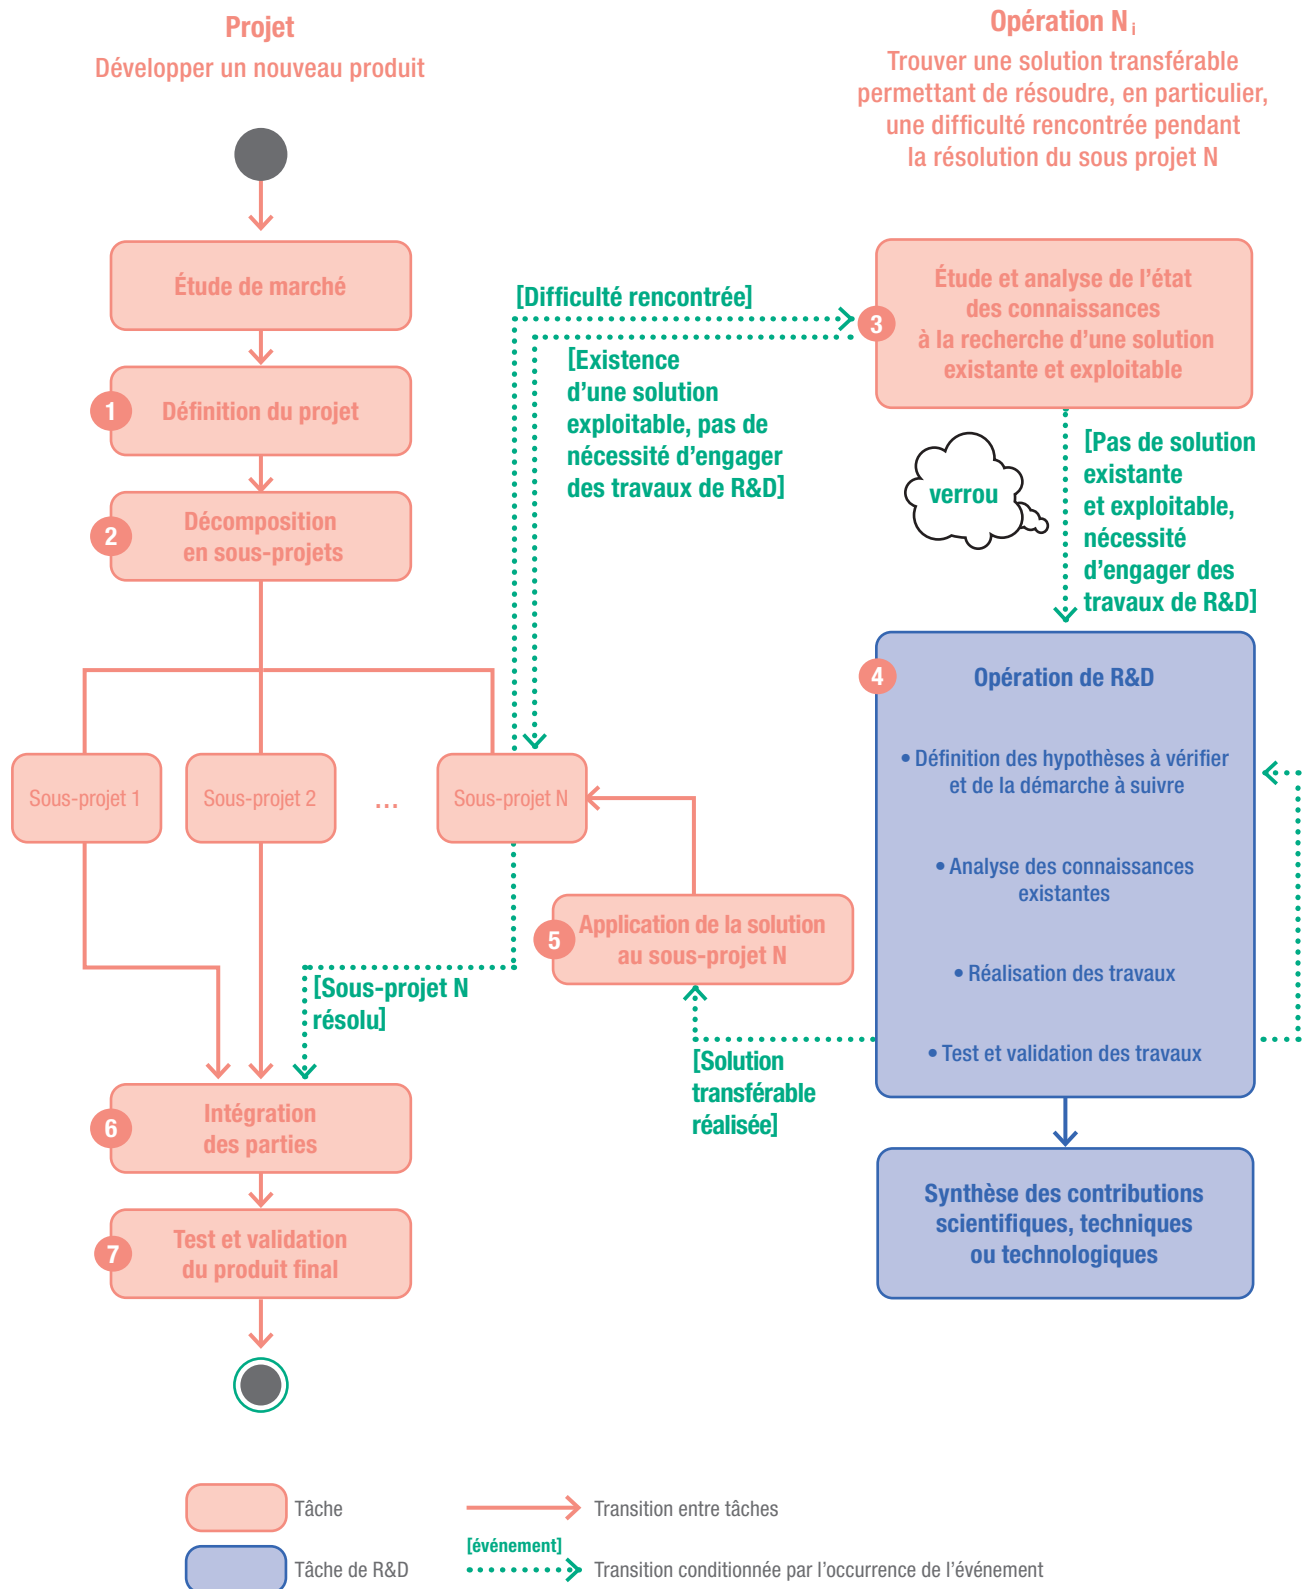 Projet
Développer un nouveau produit
Opération N i
Trouver une solution transférable
permettant de résoudre, en particulier,
une difficulté rencontrée pendant
la résolution du sous projet N
Étude de marché
1
Définition du projet
2
Décomposition
en sous-projets
[Difficulté rencontrée]
[Existence
d'une solution
exploitable, pas de
nécessité d'engager
des travaux de R&D]
3
Étude et analyse de l'état
des connaissances
à la recherche d'une solution
existante et exploitable
verrou
[Pas de solution
existante
et exploitable,
nécessité
d'engager des
travaux de R&D]
Sous-projet 1
Sous-projet 2
...
Sous-projet N
4
Opération de R&D
• Définition des hypothèses à vérifier
et de la démarche à suivre
• Analyse des connaissances
existantes
• Réalisation des travaux
• Test et validation des travaux
5
Application de la solution
au sous-projet N
[Sous-projet N
résolu]
[Solution
transférable
réalisée]
6
Intégration
des parties
7
Test et validation
du produit final
Synthèse des contributions
scientifiques, techniques
ou technologiques
Tâche
Transition entre tâches
Tâche de R&D
[événement]
Transition conditionnée par l'occurrence de l'événement